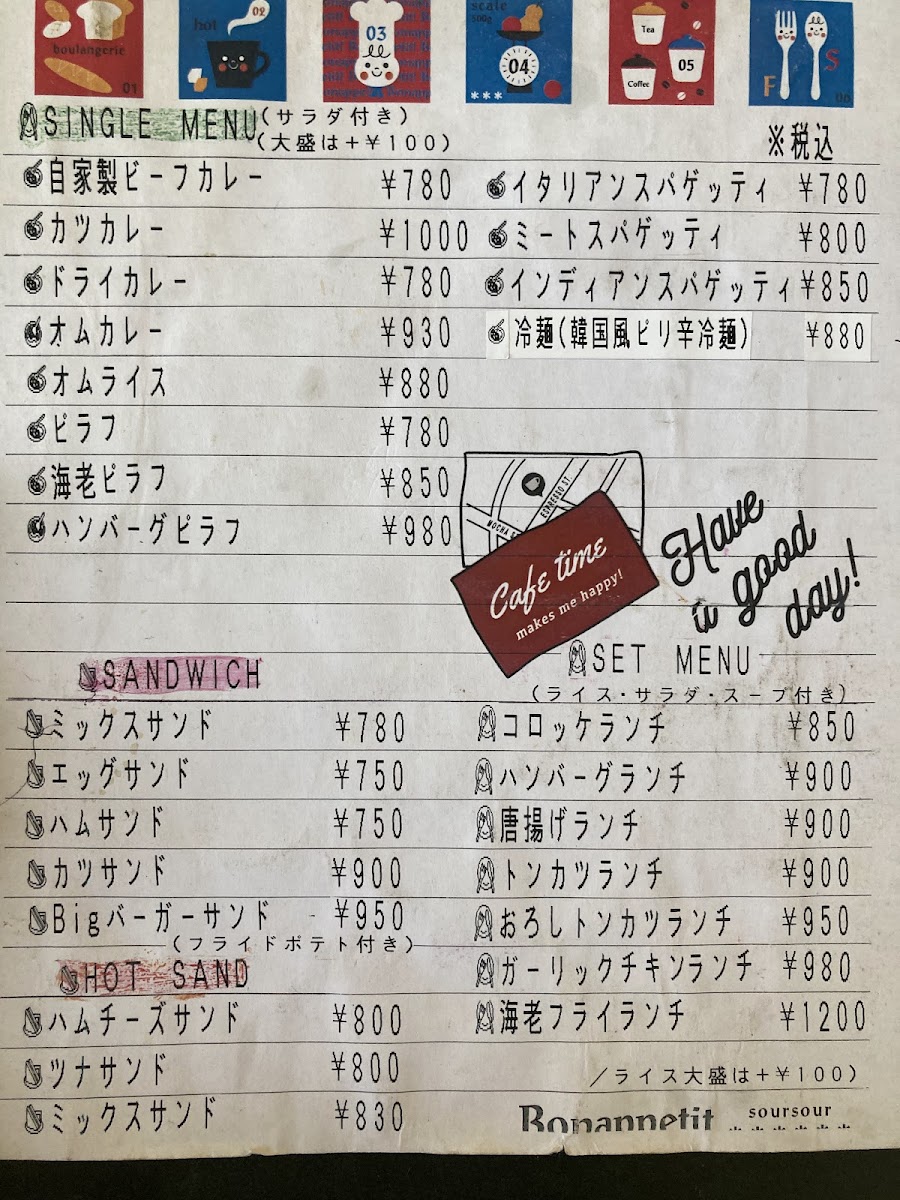 boulangerie
01
hot
02
03
scale
500g
04
Tea
Coffee
05
F
S
SINGLE MENU(サラダ付き)
(大盛は+¥100)
※税込
自家製ビーフカレー ¥780
カツカレー ¥1000
ドライカレー ¥780
オムカレー ¥930
オムライス ¥880
ピラフ ¥780
海老ピラフ ¥850
ハンバーグピラフ ¥980
イタリアンスパゲッティ ¥780
ミートスパゲッティ ¥800
インディアンスパゲッティ ¥850
冷麺(韓国風ピリ辛冷麺) ¥880
ESPRESSO ST.
MOCHA
Cafe time
makes me happy!
Have
a good
day!
SANDWICH
ミックスサンド ¥780
エッグサンド ¥750
ハムサンド ¥750
カツサンド ¥900
Bigバーガーサンド ¥950
(フライドポテト付き)
HOT SAND
ハムチーズサンド ¥800
ツナサンド ¥800
ミックスサンド ¥830
SET MENU
(ライス・サラダ・スープ付き)
コロッケランチ ¥850
ハンバーグランチ ¥900
唐揚げランチ ¥900
トンカツランチ ¥900
おろしトンカツランチ ¥950
ガーリックチキンランチ ¥980
海老フライランチ ¥1200
/ライス大盛は+¥100)
Bonappetit
soursour